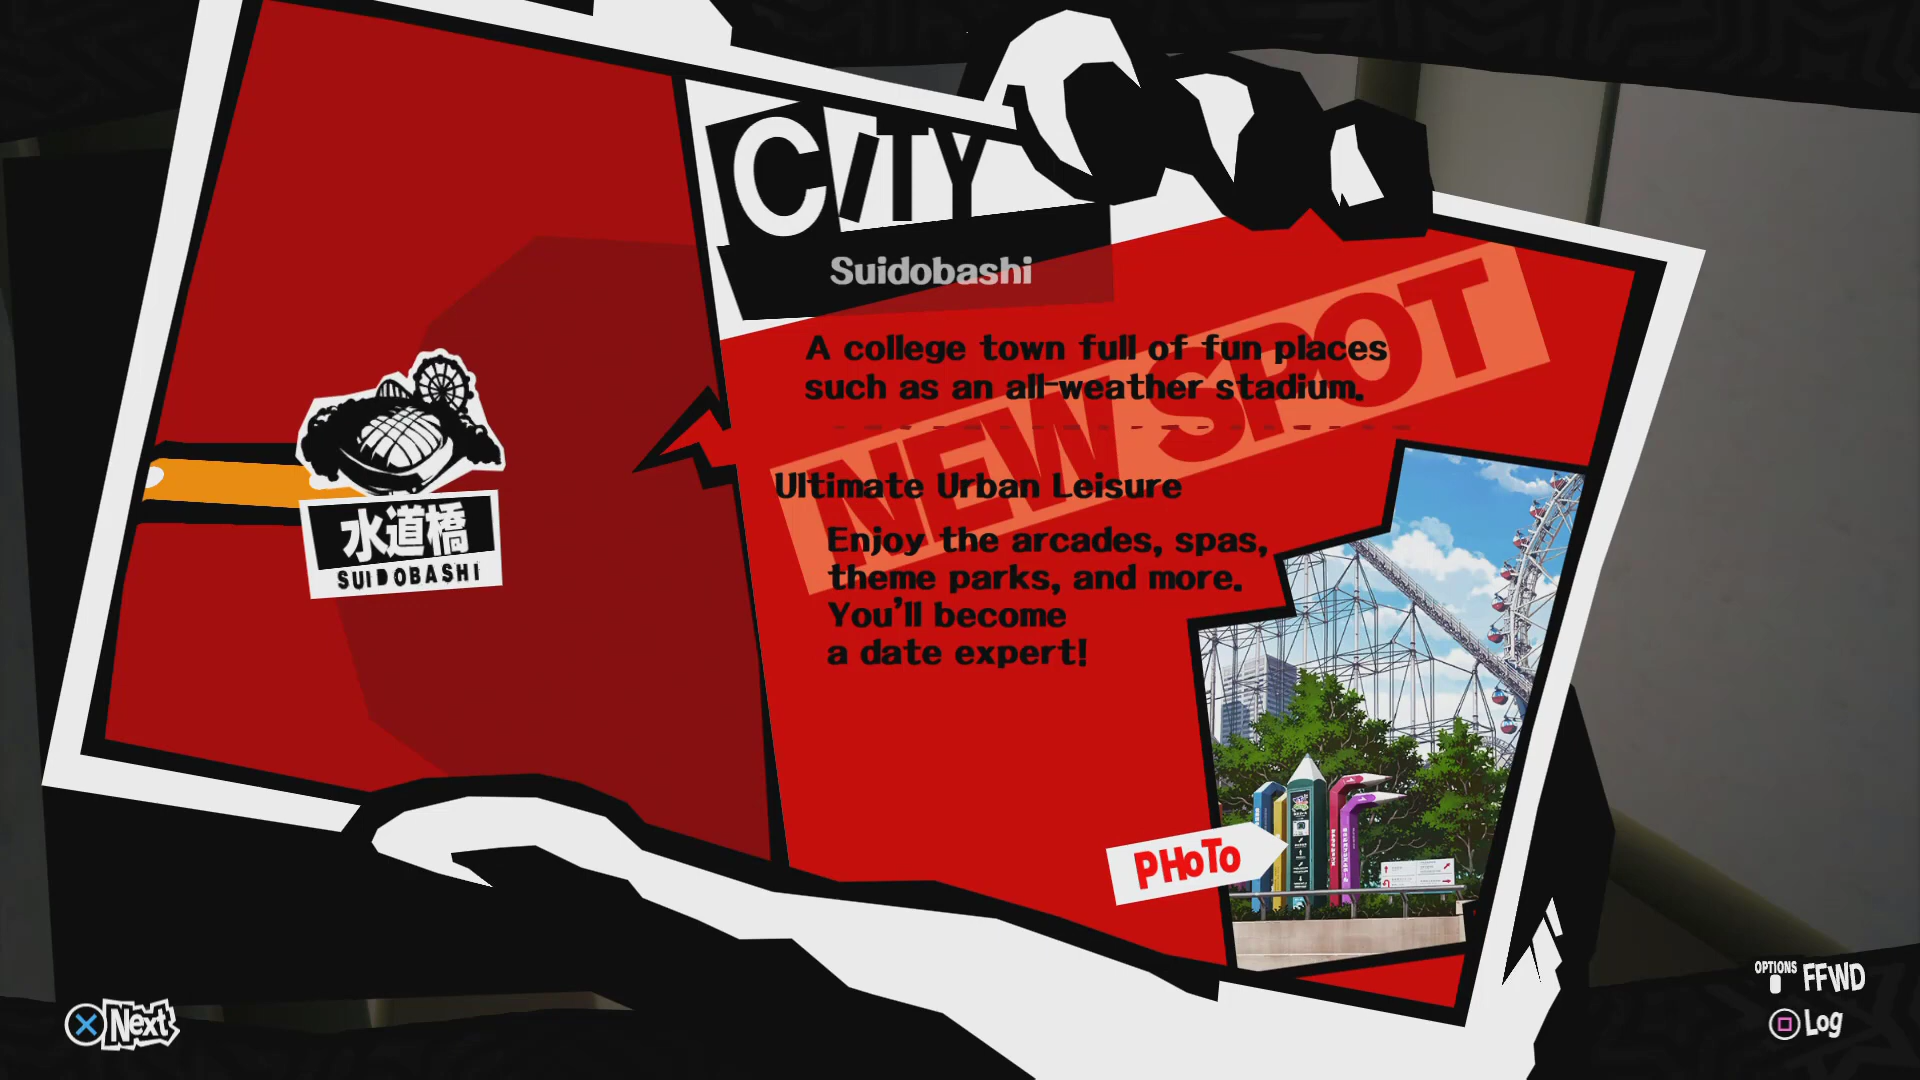 CITY
Suidobashi
NEW SPOT
A college town full of fun places
such as an all-weather stadium.
Ultimate Urban Leisure
Enjoy the arcades, spas,
theme parks, and more.
You'll become
a date expert!
水道橋
SUIDOBASHI
PHOTO
Next
OPTIONS
FFWD
Log